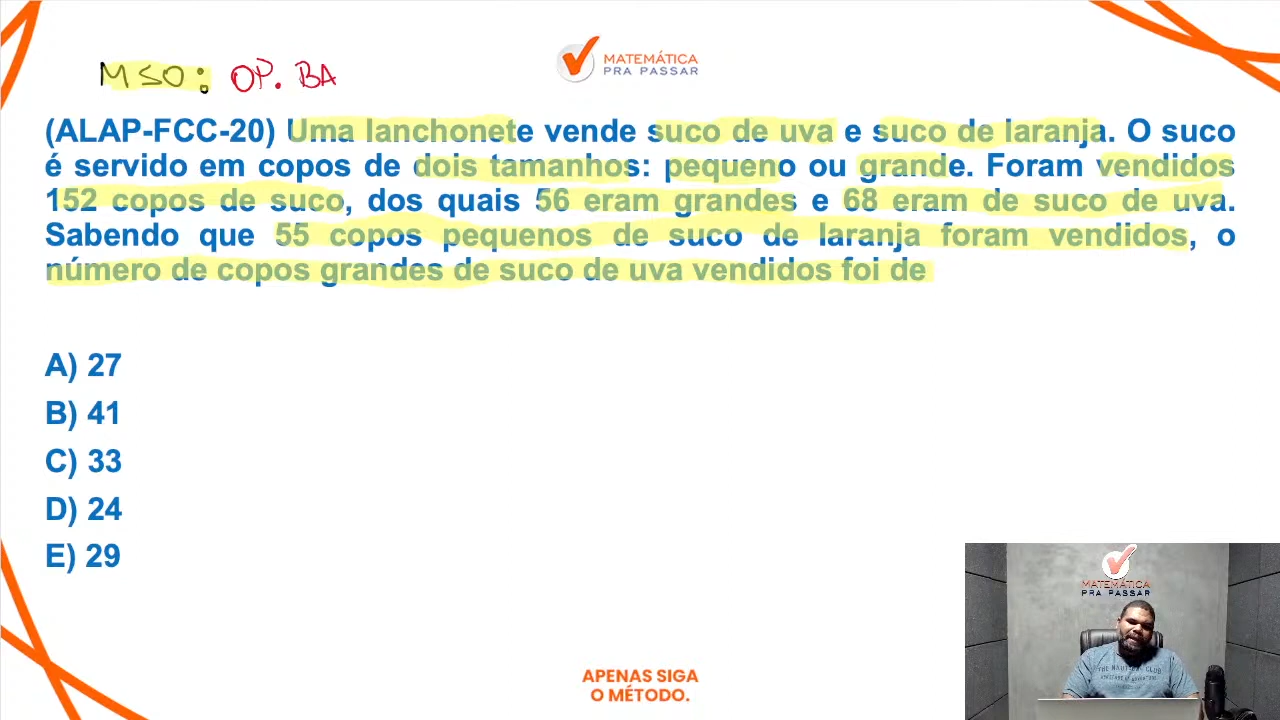 MSO: OP. BA
MATEMÁTICA
PRA PASSAR
(ALAP-FCC-20) Uma lanchonete vende suco de uva e suco de laranja. O suco
é servido em copos de dois tamanhos: pequeno ou grande. Foram vendidos
152 copos de suco, dos quais 56 eram grandes e 68 eram de suco de uva.
Sabendo que 55 copos pequenos de suco de laranja foram vendidos, o
número de copos grandes de suco de uva vendidos foi de
A) 27
B) 41
C) 33
D) 24
E) 29
MATEMÁTICA
PRA PASSAR
APENAS SIGA
O MÉTODO.